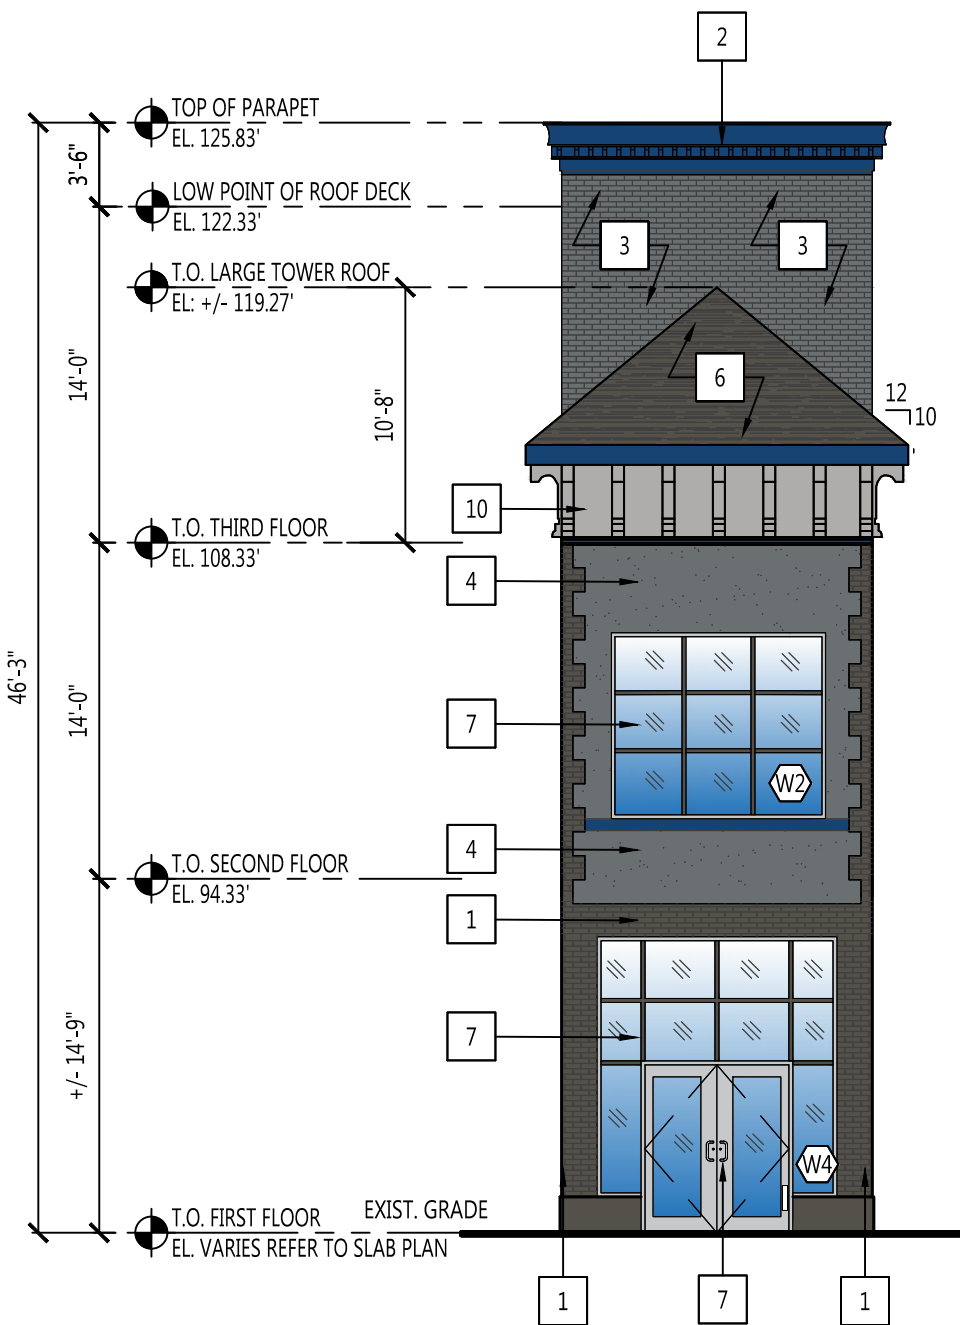 2
TOP OF PARAPET
EL. 125.83'
3'-6"
LOW POINT OF ROOF DECK
EL. 122.33'
3
3
T.O. LARGE TOWER ROOF
EL: +/- 119.27'
14'-0"
10'-8"
6
12
10
10
T.O. THIRD FLOOR
EL. 108.33'
4
46'-3"
14'-0"
7
W2
4
T.O. SECOND FLOOR
EL. 94.33'
1
+/- 14'-9"
7
W4
T.O. FIRST FLOOR
EXIST. GRADE
EL. VARIES REFER TO SLAB PLAN
1
7
1